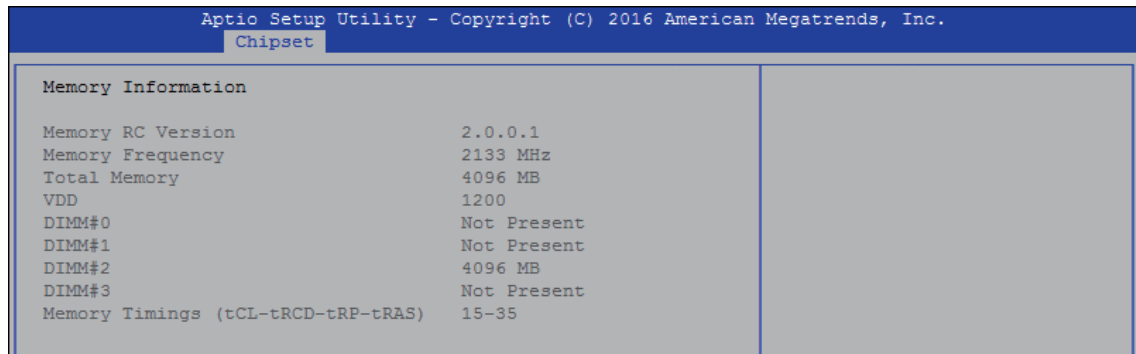 Aptio Setup Utility - Copyright (C) 2016 American Megatrends, Inc.
Chipset
Memory Information
Memory RC Version 2.0.0.1
Memory Frequency 2133 MHz
Total Memory 4096 MB
VDD 1200
DIMM#0 Not Present
DIMM#1 Not Present
DIMM#2 4096 MB
DIMM#3 Not Present
Memory Timings (tCL-tRCD-tRP-tRAS) 15-35